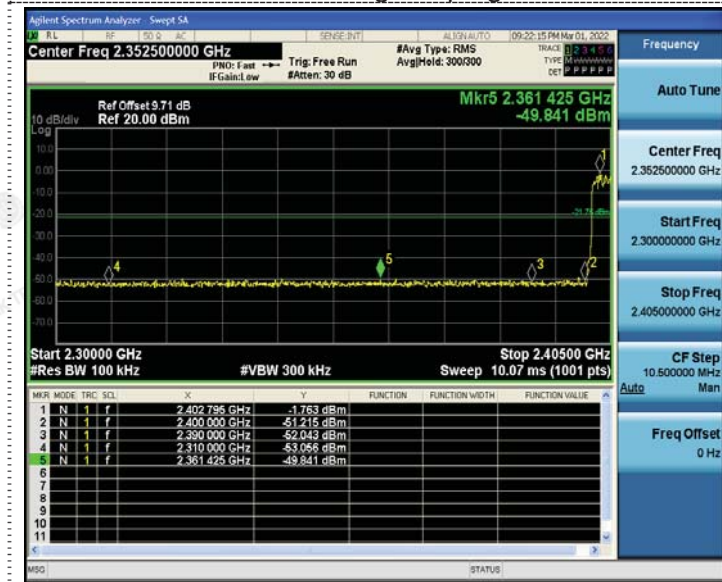 Agilent Spectrum Analyzer - Swept SA
RL RF 50 Ω AC SENSE:INT ALIGN AUTO 09:22:15 PM Mar 01, 2022
Center Freq 2.352500000 GHz
PNO: Fast
IFGain:Low
Trig: Free Run
#Atten: 30 dB
#Avg Type: RMS
Avg|Hold: 300/300
TRACE 1 2 3 4 5 6
TYPE M
DET P P P P P P
Ref Offset 9.71 dB
Ref 20.00 dBm
10 dB/div
Log
Mkr5 2.361 425 GHz
-49.841 dBm
10.0
0.00
-10.0
-20.0
-30.0
-40.0
-50.0
-60.0
-70.0
1
-21.76 dBm
4
5
3
2
Start 2.30000 GHz Stop 2.40500 GHz
#Res BW 100 kHz #VBW 300 kHz Sweep 10.07 ms (1001 pts)
MKR MODE TRC SCL X Y FUNCTION FUNCTION WIDTH FUNCTION VALUE
1 N 1 f 2.402 795 GHz -1.763 dBm
2 N 1 f 2.400 000 GHz -51.215 dBm
3 N 1 f 2.390 000 GHz -52.043 dBm
4 N 1 f 2.310 000 GHz -53.056 dBm
5 N 1 f 2.361 425 GHz -49.841 dBm
6
7
8
9
10
11
MSG STATUS
Frequency
Auto Tune
Center Freq
2.352500000 GHz
Start Freq
2.300000000 GHz
Stop Freq
2.405000000 GHz
CF Step
10.500000 MHz
Auto Man
Freq Offset
0 Hz